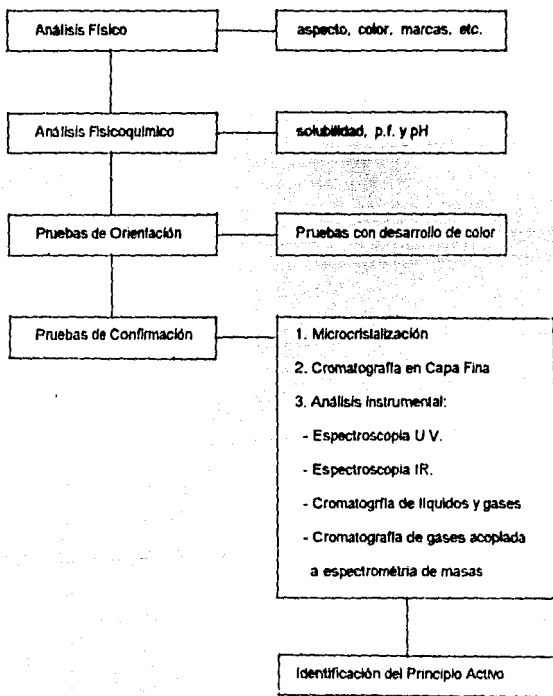 Análisis Físico
aspecto, color, marcas, etc.
Análisis Fisicoquímico
solubilidad, p.f. y pH
Pruebas de Orientación
Pruebas con desarrollo de color
Pruebas de Confirmación
1. Microcristalización
2. Cromatografía en Capa Fina
3. Análisis instrumental:
- Espectroscopia U V.
- Espectroscopia IR.
- Cromatogrfía de líquidos y gases
- Cromatografía de gases acoplada
a espectrométria de masas
Identificación del Principio Activo